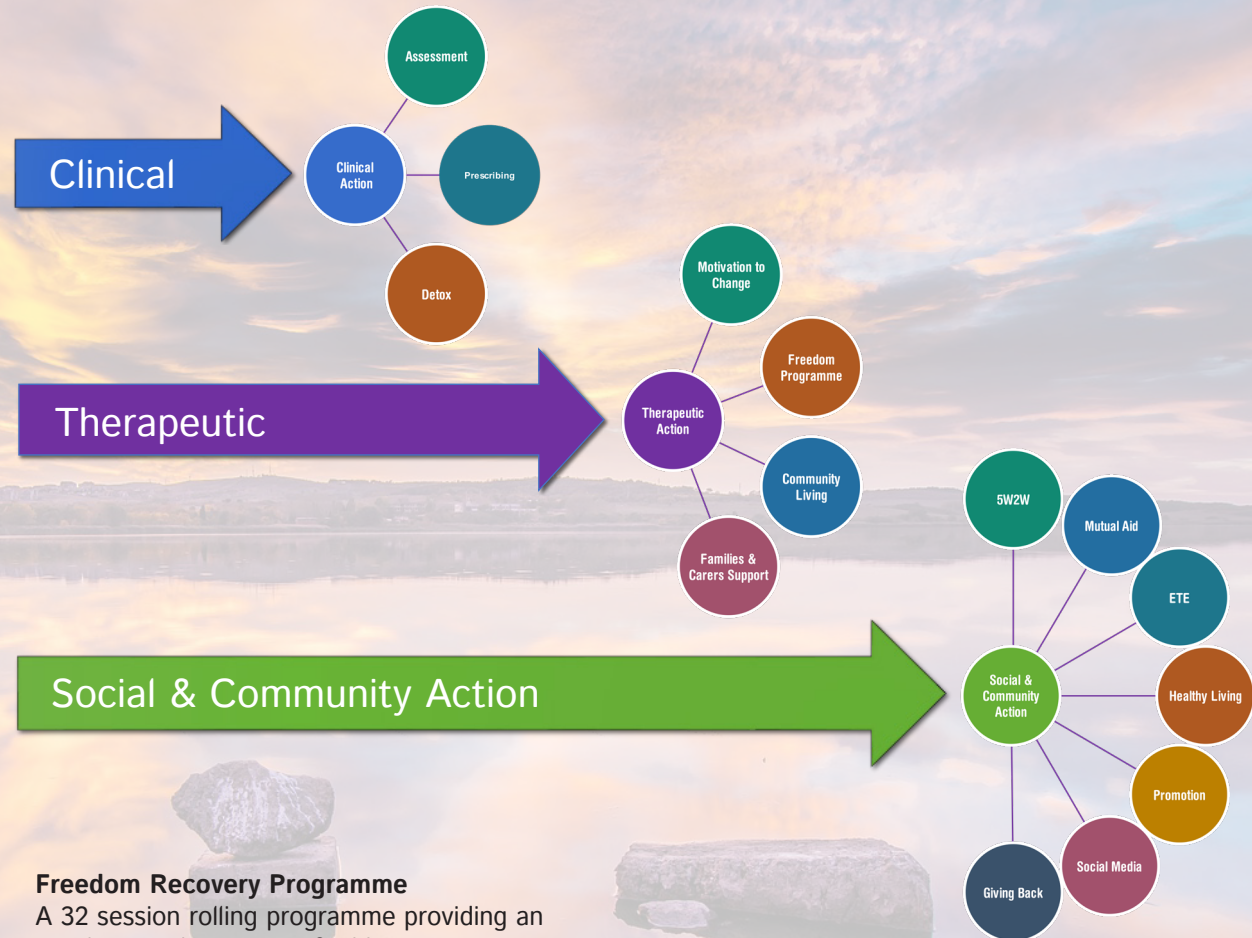 Clinical
Assessment
Clinical
Action
Prescribing
Detox
Therapeutic
Motivation to
Change
Freedom
Programme
Therapeutic
Action
Community
Living
Families &
Carers Support
Social & Community Action
5W2W
Mutual Aid
ETE
Social &
Community
Action
Healthy Living
Promotion
Social Media
Giving Back
Freedom Recovery Programme
A 32 session rolling programme providing an